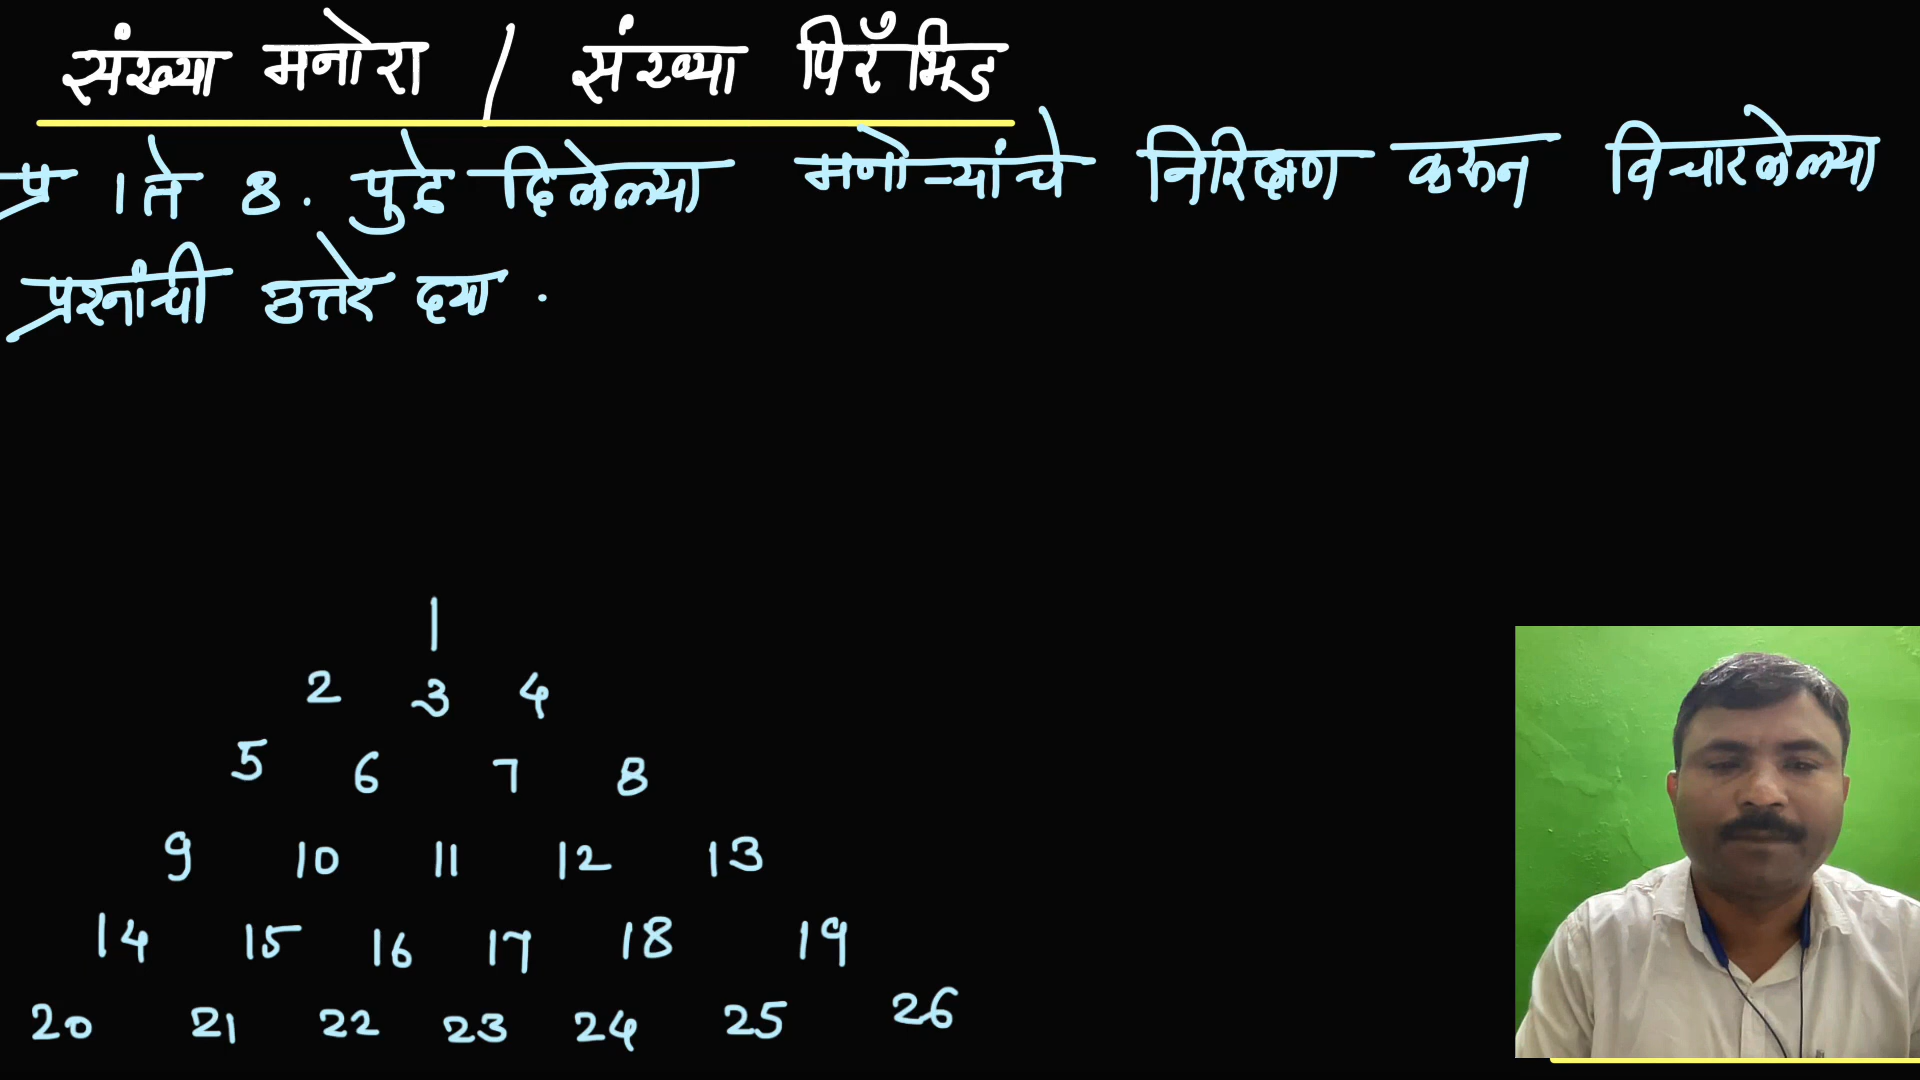 संख्या मनोरा / संख्या पिरॅमिड
प्र 1 ते 8. पुढे दिलेल्या मनोऱ्यांचे निरिक्षण करून विचारलेल्या
प्रश्नांची उत्तरे दया .
1
2 3 4
5 6 7 8
9 10 11 12 13
14 15 16 17 18 19
20 21 22 23 24 25 26